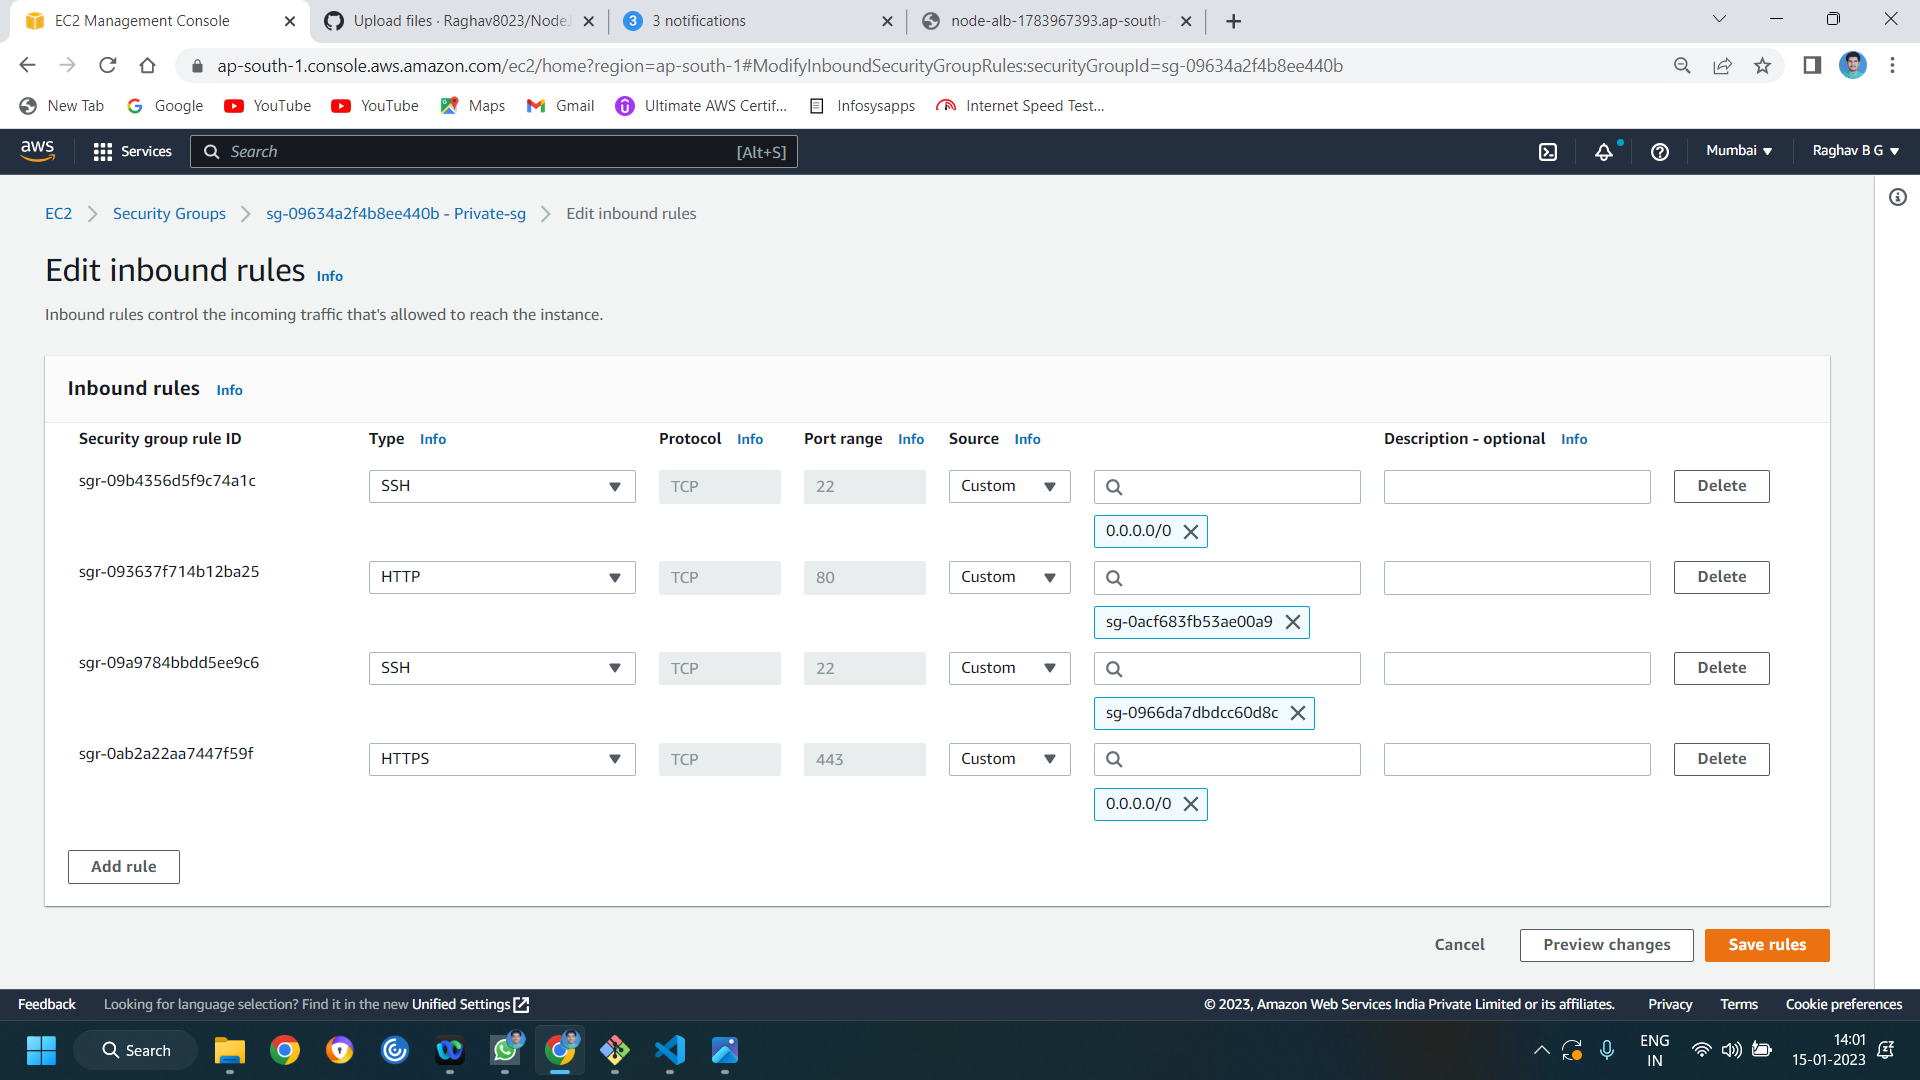 EC2 Management Console
Upload files · Raghav8023/Node
3 3 notifications
node-alb-1783967393.ap-south-
ap-south-1.console.aws.amazon.com/ec2/home?region=ap-south-1#ModifyInboundSecurityGroupRules:securityGroupId=sg-09634a2f4b8ee440b
New Tab Google YouTube YouTube Maps Gmail Ultimate AWS Certif... Infosysapps Internet Speed Test...
aws Services Search [Alt+S] Mumbai Raghav B G
EC2 Security Groups sg-09634a2f4b8ee440b - Private-sg Edit inbound rules
Edit inbound rules Info
Inbound rules control the incoming traffic that's allowed to reach the instance.
Inbound rules Info
Security group rule ID Type Info Protocol Info Port range Info Source Info Description - optional Info
sgr-09b4356d5f9c74a1c SSH TCP 22 Custom Delete
0.0.0.0/0
sgr-093637f714b12ba25 HTTP TCP 80 Custom Delete
sg-0acf683fb53ae00a9
sgr-09a9784bbdd5ee9c6 SSH TCP 22 Custom Delete
sg-0966da7dbdcc60d8c
sgr-0ab2a22aa7447f59f HTTPS TCP 443 Custom Delete
0.0.0.0/0
Add rule
Cancel Preview changes Save rules
Feedback Looking for language selection? Find it in the new Unified Settings © 2023, Amazon Web Services India Private Limited or its affiliates. Privacy Terms Cookie preferences
Search ENG IN 14:01
15-01-2023